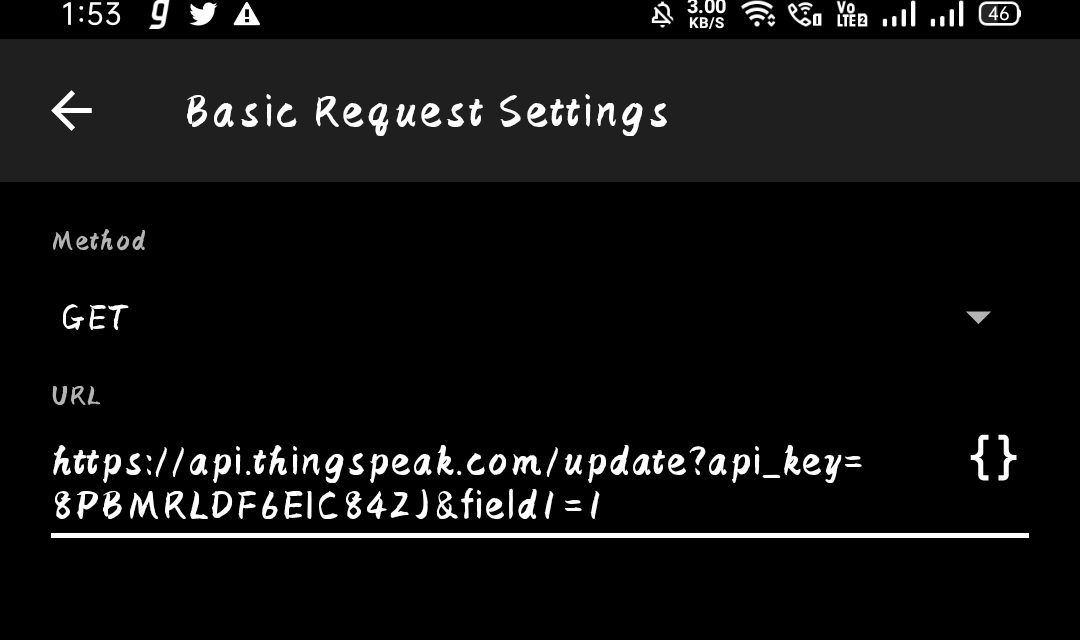 1:53 g 3.00 KB/S Vo LTE2 46
Basic Request Settings
Method
GET
URL
https://api.thingspeak.com/update?api_key=
8PBMRLDF6EIC84ZJ&field1=1
{}